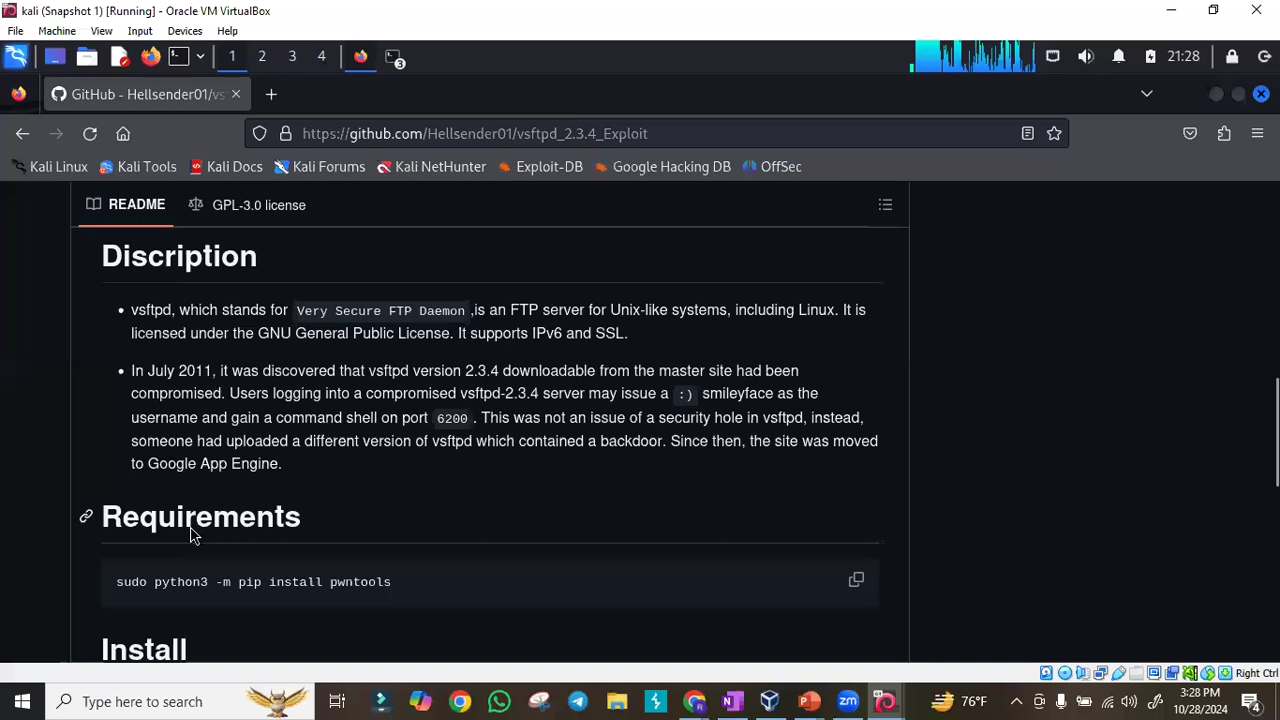 kali (Snapshot 1) [Running] - Oracle VM VirtualBox
File Machine View Input Devices Help
1 2 3 4 3 21:28
GitHub - Hellsender01/vs
https://github.com/Hellsender01/vsftpd_2.3.4_Exploit
Kali Linux Kali Tools Kali Docs Kali Forums Kali NetHunter Exploit-DB Google Hacking DB OffSec
README GPL-3.0 license
Discription
• vsftpd, which stands for Very Secure FTP Daemon ,is an FTP server for Unix-like systems, including Linux. It is
licensed under the GNU General Public License. It supports IPv6 and SSL.
• In July 2011, it was discovered that vsftpd version 2.3.4 downloadable from the master site had been
compromised. Users logging into a compromised vsftpd-2.3.4 server may issue a :) smileyface as the
username and gain a command shell on port 6200 . This was not an issue of a security hole in vsftpd, instead,
someone had uploaded a different version of vsftpd which contained a backdoor. Since then, the site was moved
to Google App Engine.
Requirements
sudo python3 -m pip install pwntools
Install
Right Ctrl
Type here to search
76°F
3:28 PM
10/28/2024
4